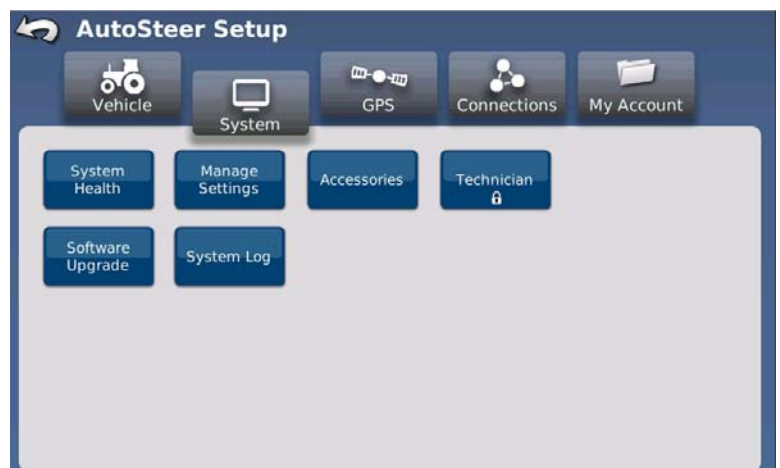 AutoSteer Setup
Vehicle
System
GPS
Connections
My Account
System
Health
Manage
Settings
Accessories
Technician
Software
Upgrade
System Log